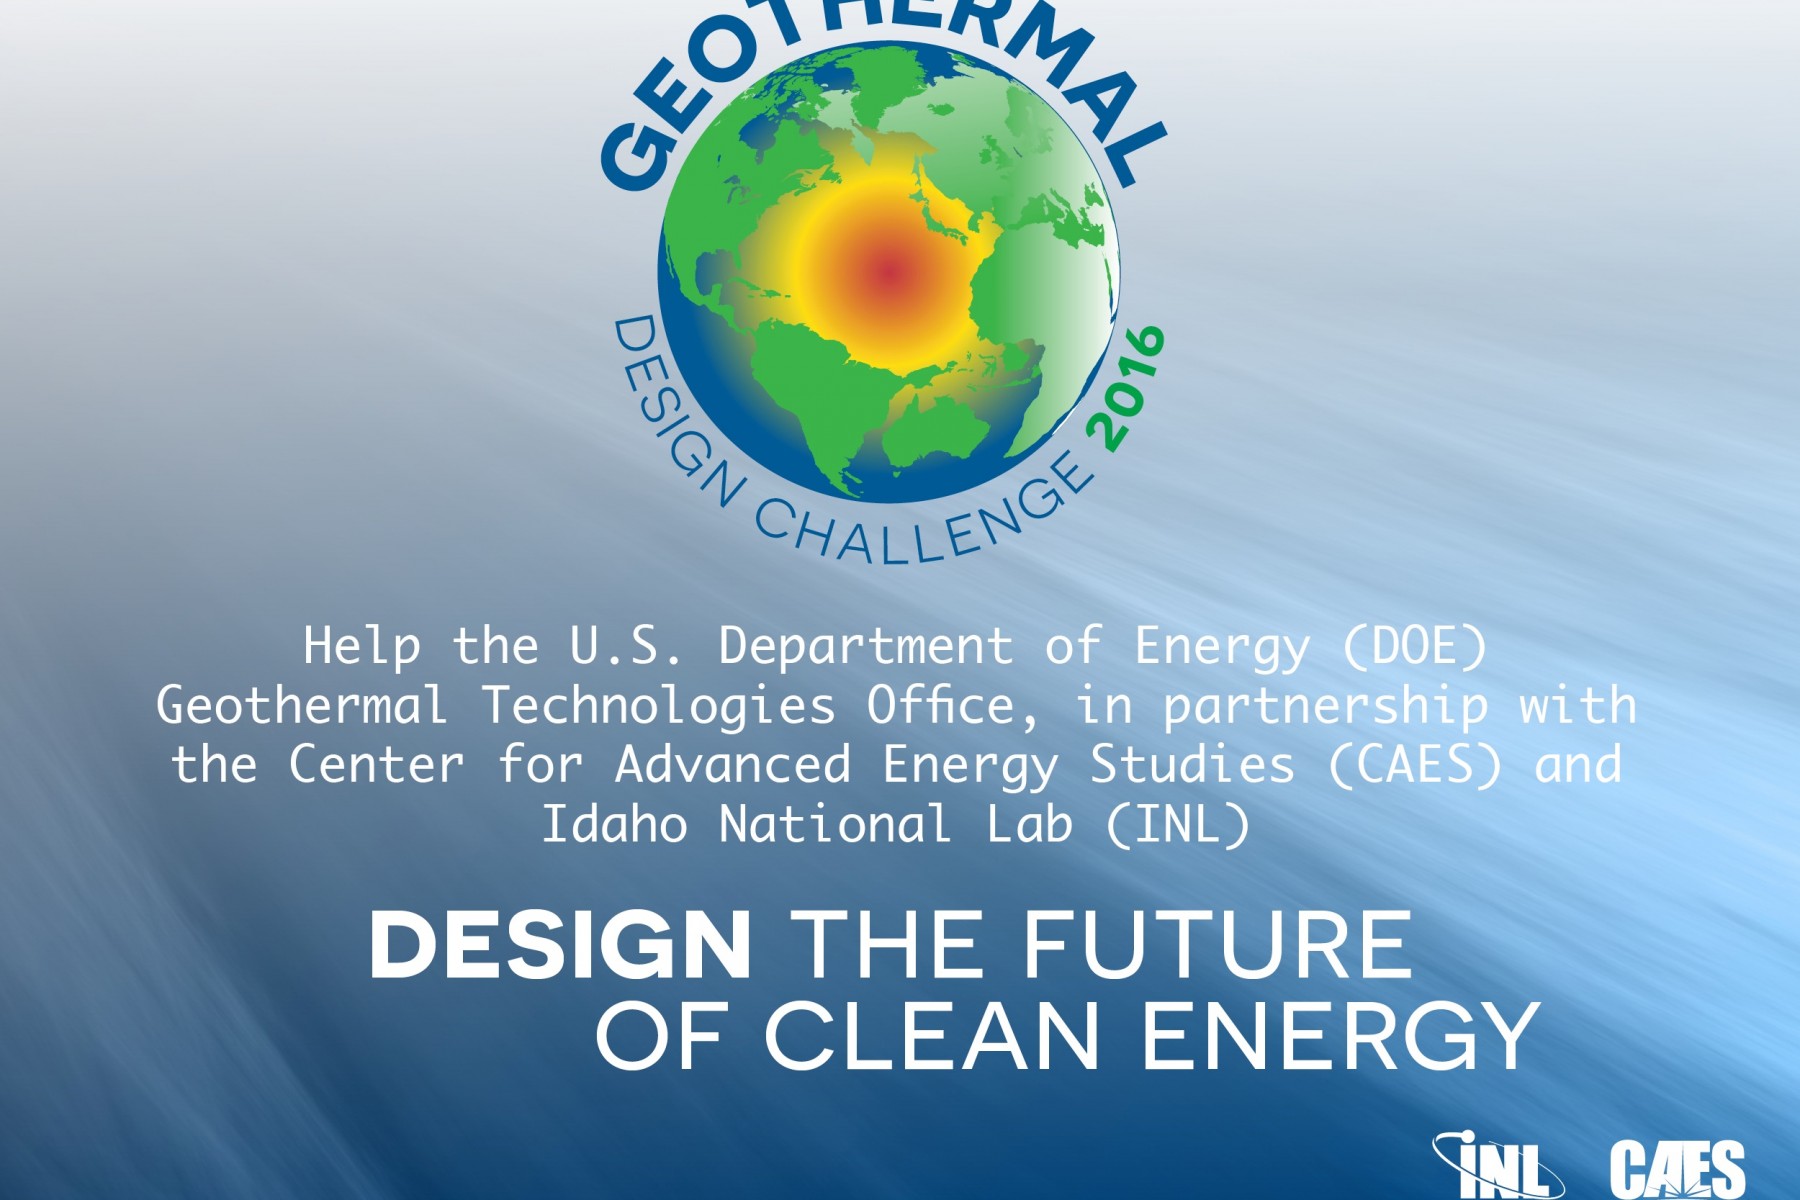 GEOTHERMAL
DESIGN CHALLENGE 2016
Help the U.S. Department of Energy (DOE)
Geothermal Technologies Office, in partnership with
the Center for Advanced Energy Studies (CAES) and
Idaho National Lab (INL)
DESIGN THE FUTURE
OF CLEAN ENERGY
INL CAES